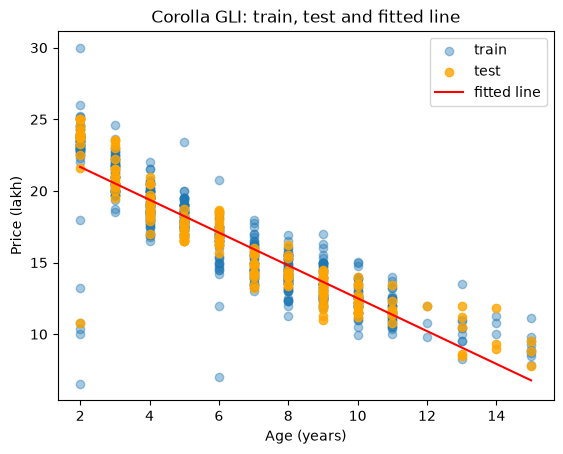 Corolla GLI: train, test and fitted line
train
test
fitted line
30
25
20
15
10
Price (lakh)
2
4
6
8
10
12
14
Age (years)